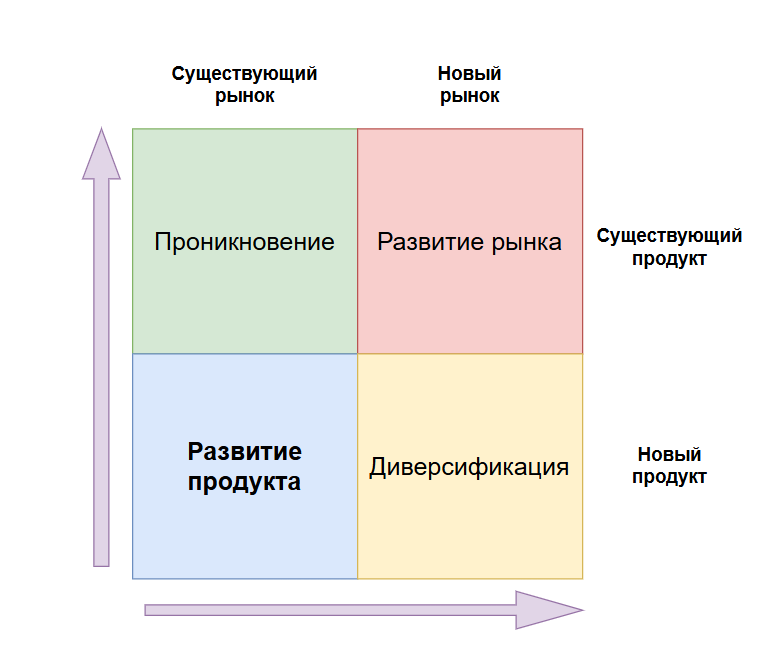 Существующий
рынок
Новый
рынок
Проникновение
Развитие рынка
Существующий
продукт
Развитие
продукта
Диверсификация
Новый
продукт